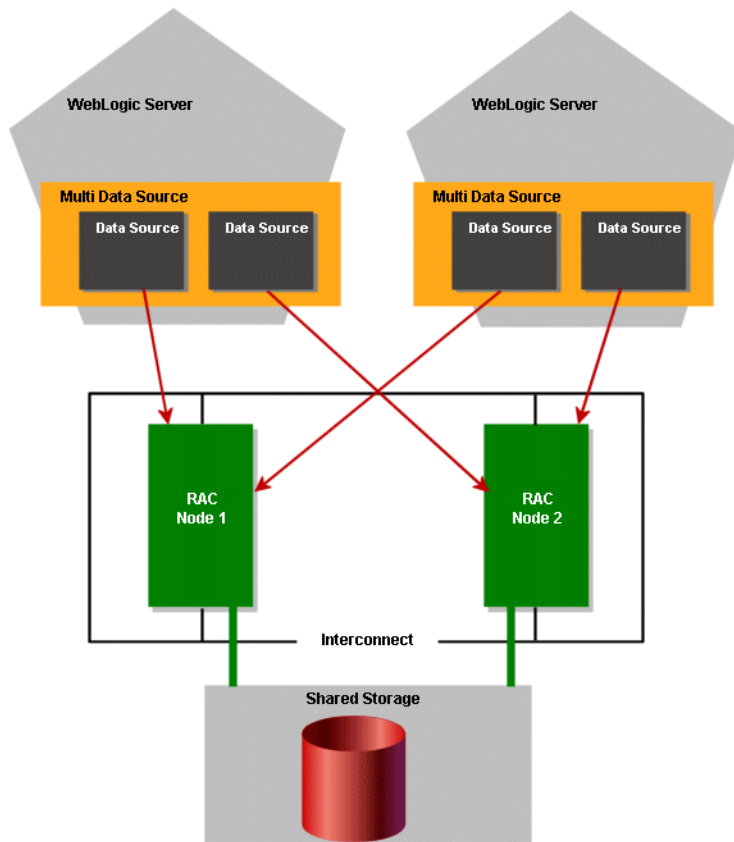 WebLogic Server
WebLogic Server
Multi Data Source
Multi Data Source
Data Source
Data Source
Data Source
Data Source
RAC
Node 1
RAC
Node 2
Interconnect
Shared Storage